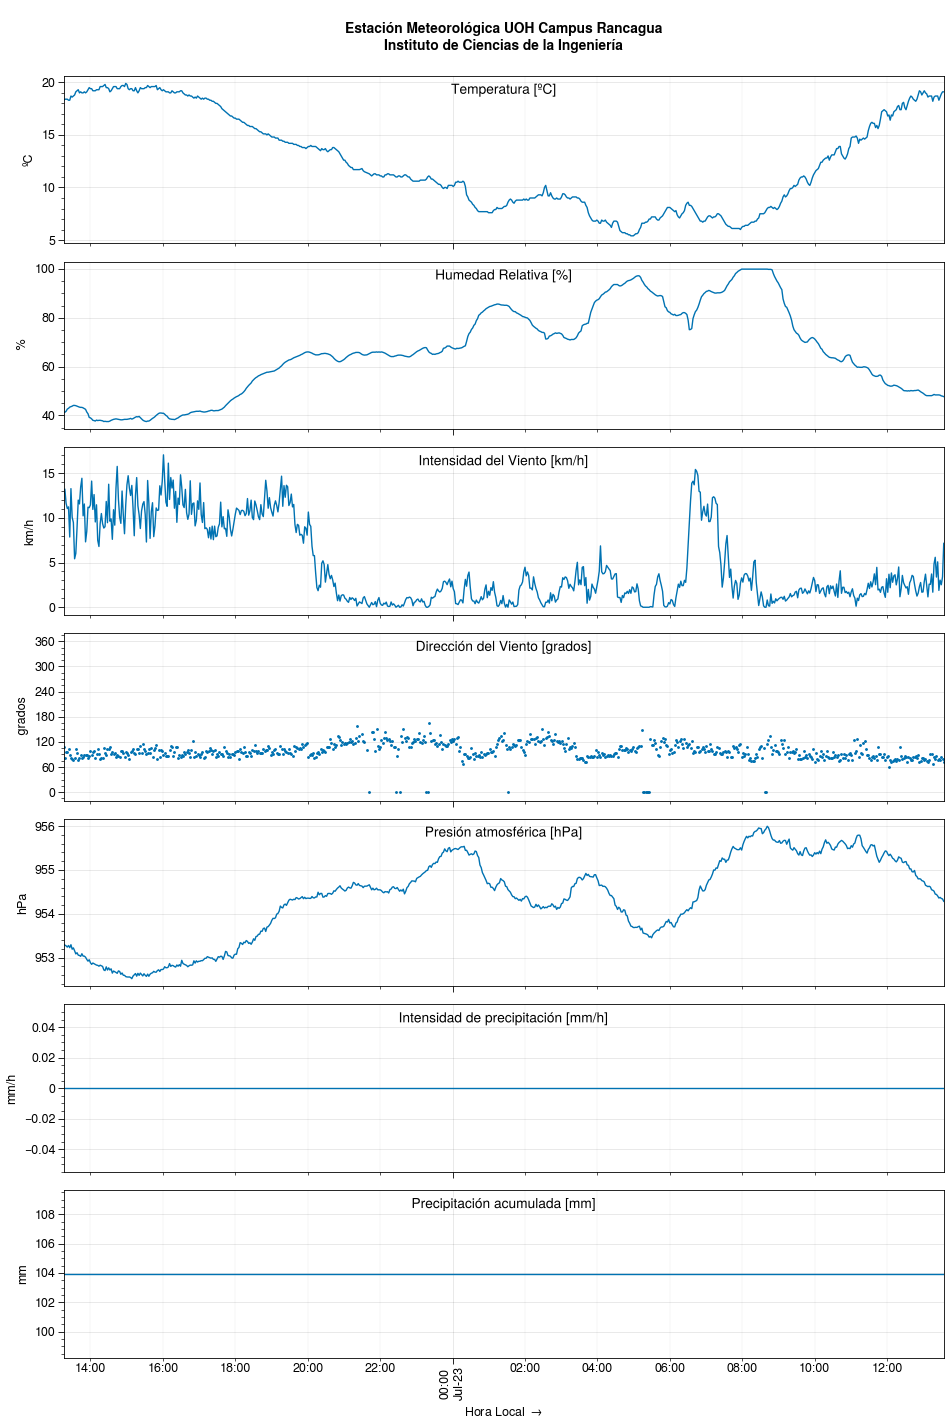 Estación Meteorológica UOH Campus Rancagua
Instituto de Ciencias de la Ingeniería
Temperatura [ºC]
20
15
10
5
ºC
Humedad Relativa [%]
100
80
60
40
%
Intensidad del Viento [km/h]
15
10
5
0
km/h
Dirección del Viento [grados]
360
300
240
180
120
60
0
grados
Presión atmosférica [hPa]
956
955
954
953
hPa
Intensidad de precipitación [mm/h]
0.04
0.02
0
−0.02
−0.04
mm/h
Precipitación acumulada [mm]
108
106
104
102
100
mm
14:00 16:00 18:00 20:00 22:00 00:00 02:00 04:00 06:00 08:00 10:00 12:00
Jul-23
Hora Local →